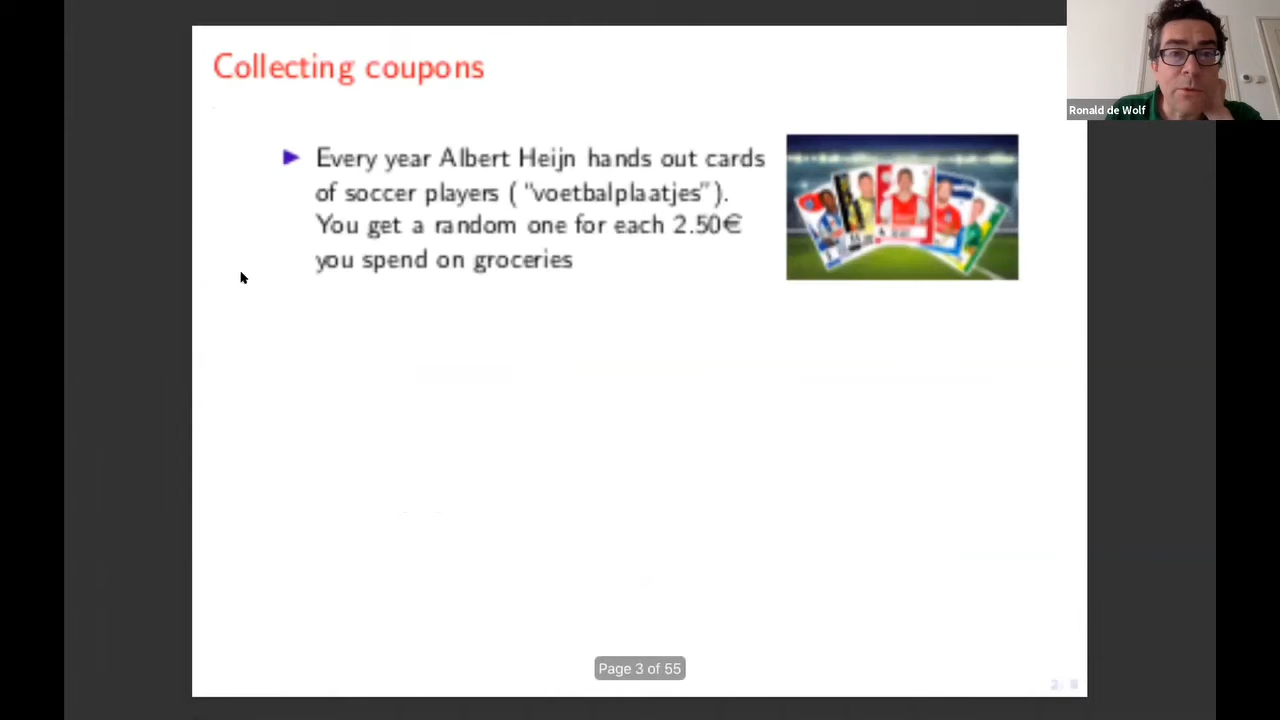 Collecting coupons
Ronald de Wolf
▶ Every year Albert Heijn hands out cards
of soccer players ( "voetbalplaatjes").
You get a random one for each 2.50€
you spend on groceries
Page 3 of 55